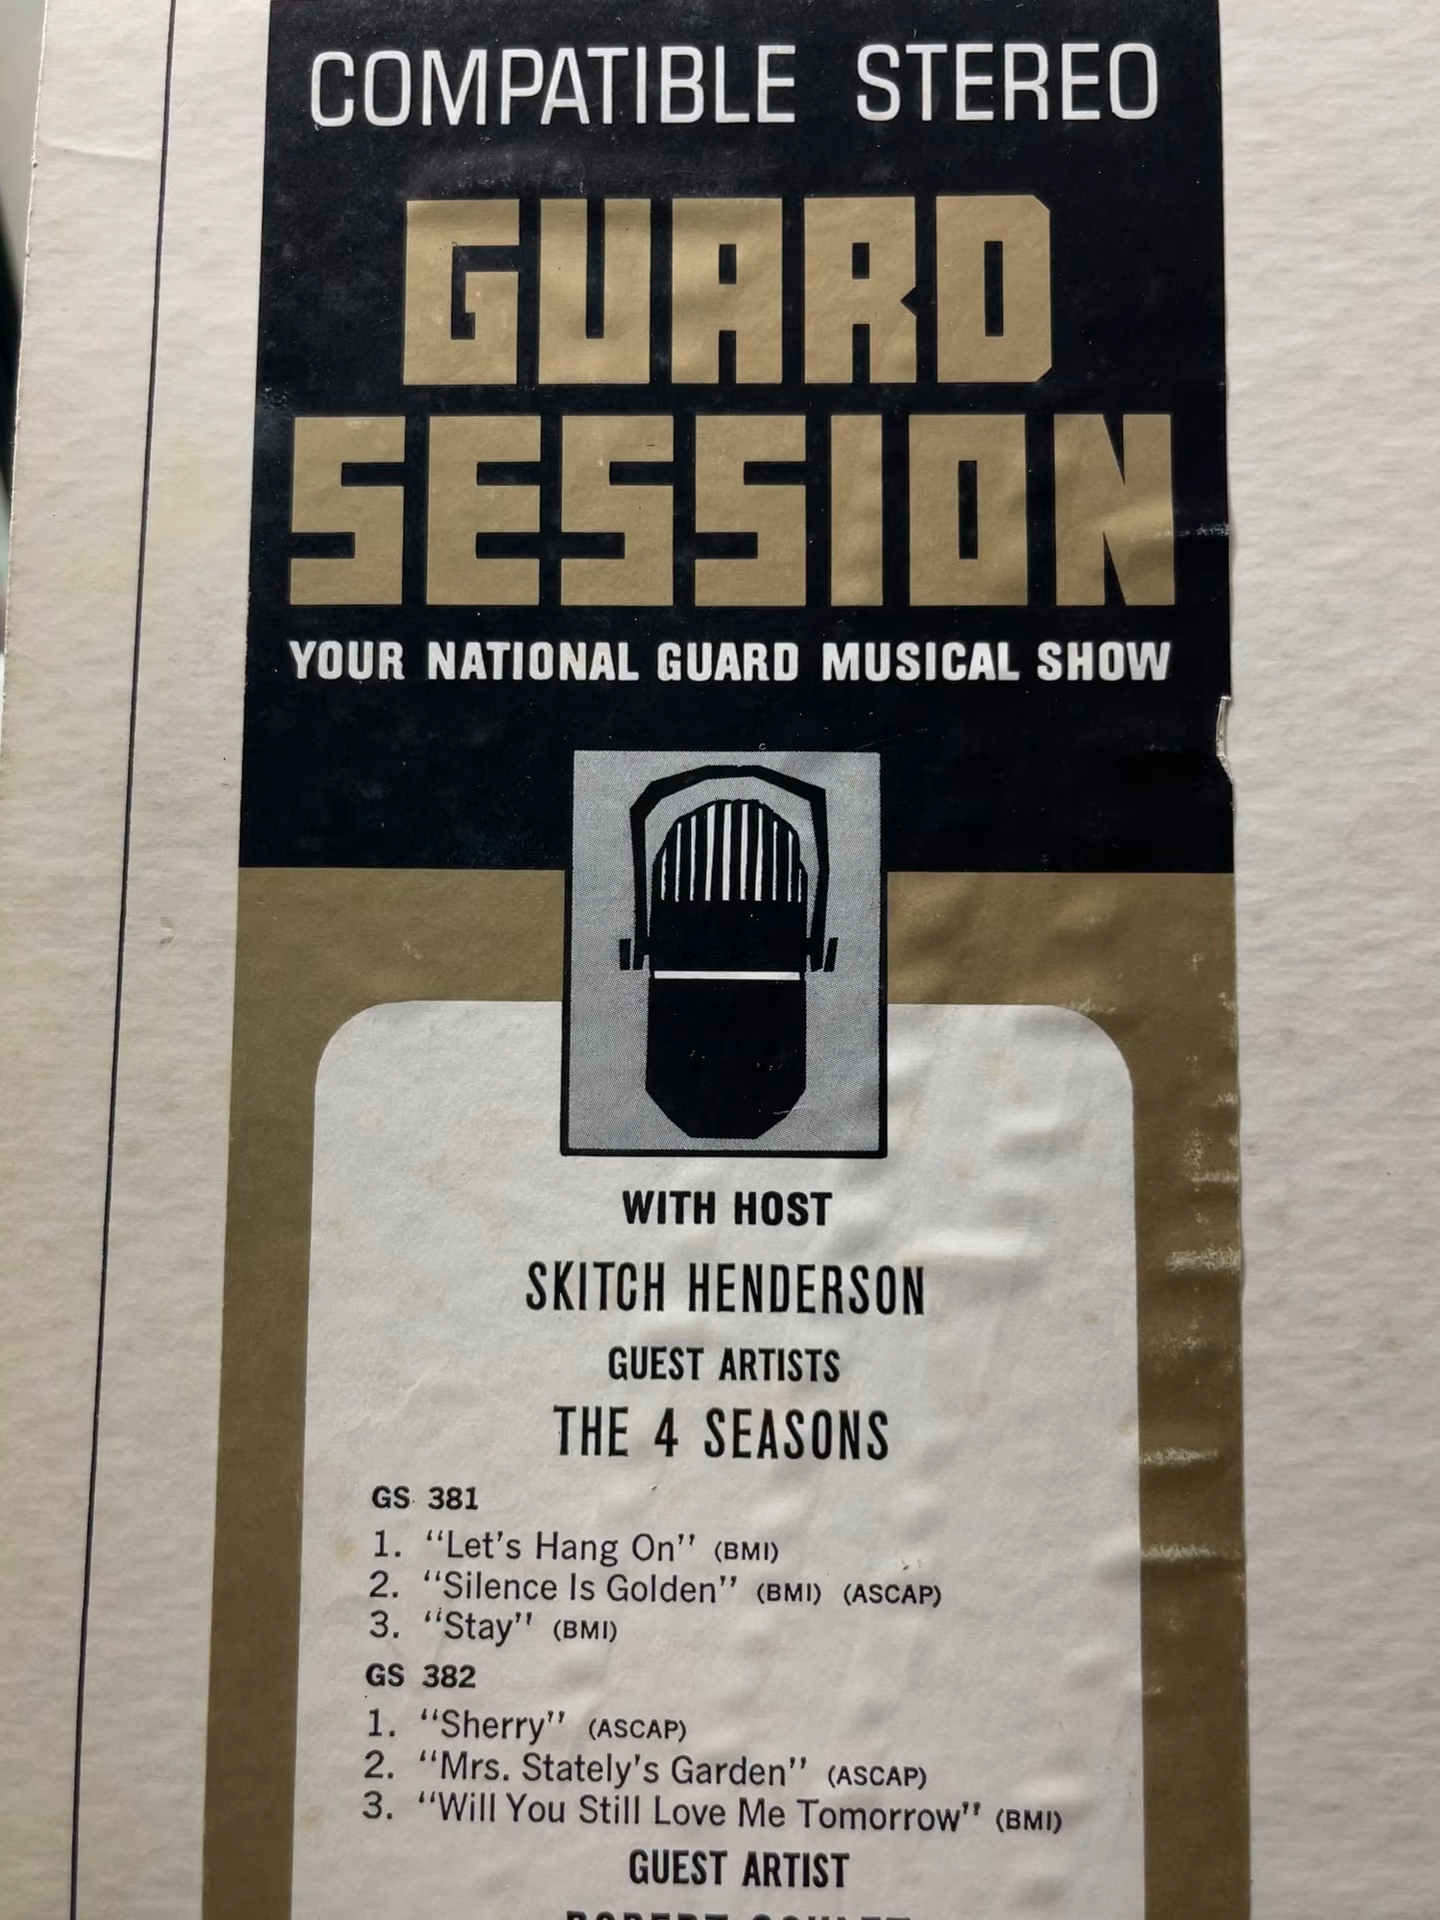 COMPATIBLE STEREO
GUARD
SESSION
YOUR NATIONAL GUARD MUSICAL SHOW
WITH HOST
SKITCH HENDERSON
GUEST ARTISTS
THE 4 SEASONS
GS 381
1. “Let’s Hang On” (BMI)
2. “Silence Is Golden” (BMI) (ASCAP)
3. “Stay” (BMI)
GS 382
1. “Sherry” (ASCAP)
2. “Mrs. Stately’s Garden” (ASCAP)
3. “Will You Still Love Me Tomorrow” (BMI)
GUEST ARTIST